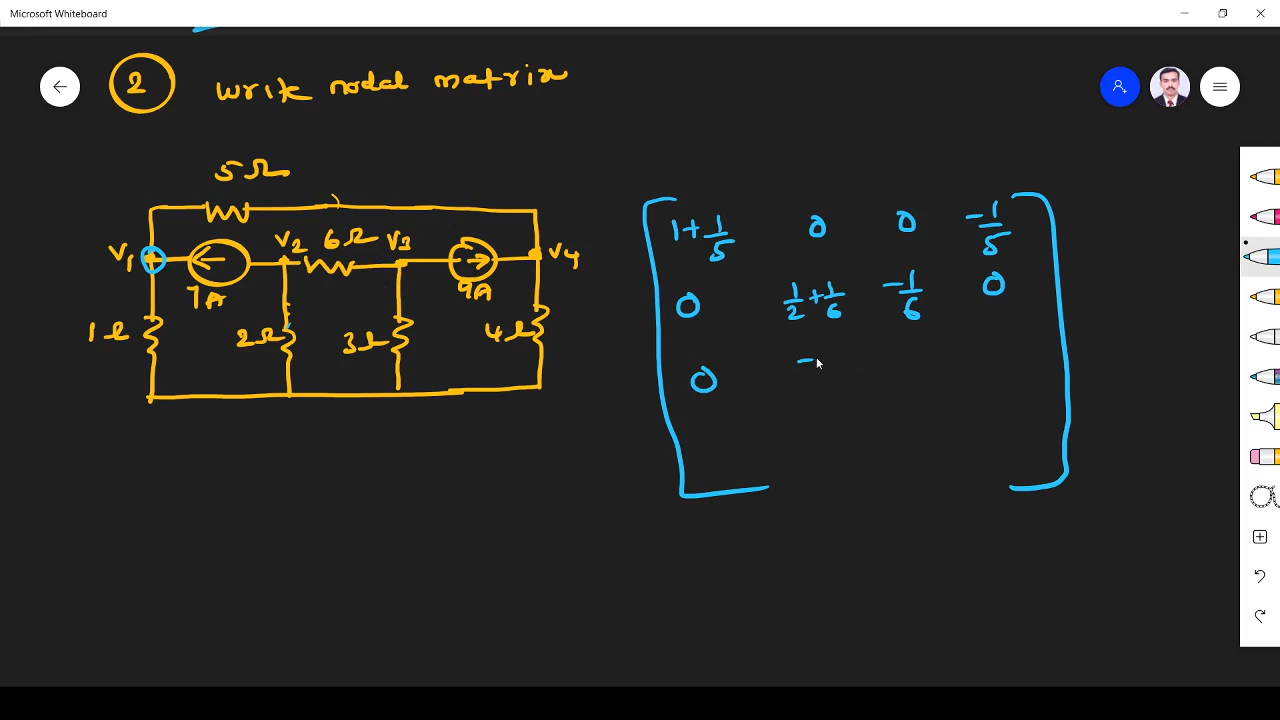 Microsoft Whiteboard
2 write nodal matrix
5Ω
V1 V2 6Ω V3 V4
7A 9A
1Ω 2Ω 3Ω 4Ω
1+1/5 0 0 -1/5
0 1/2+1/6 -1/6 0
0 -